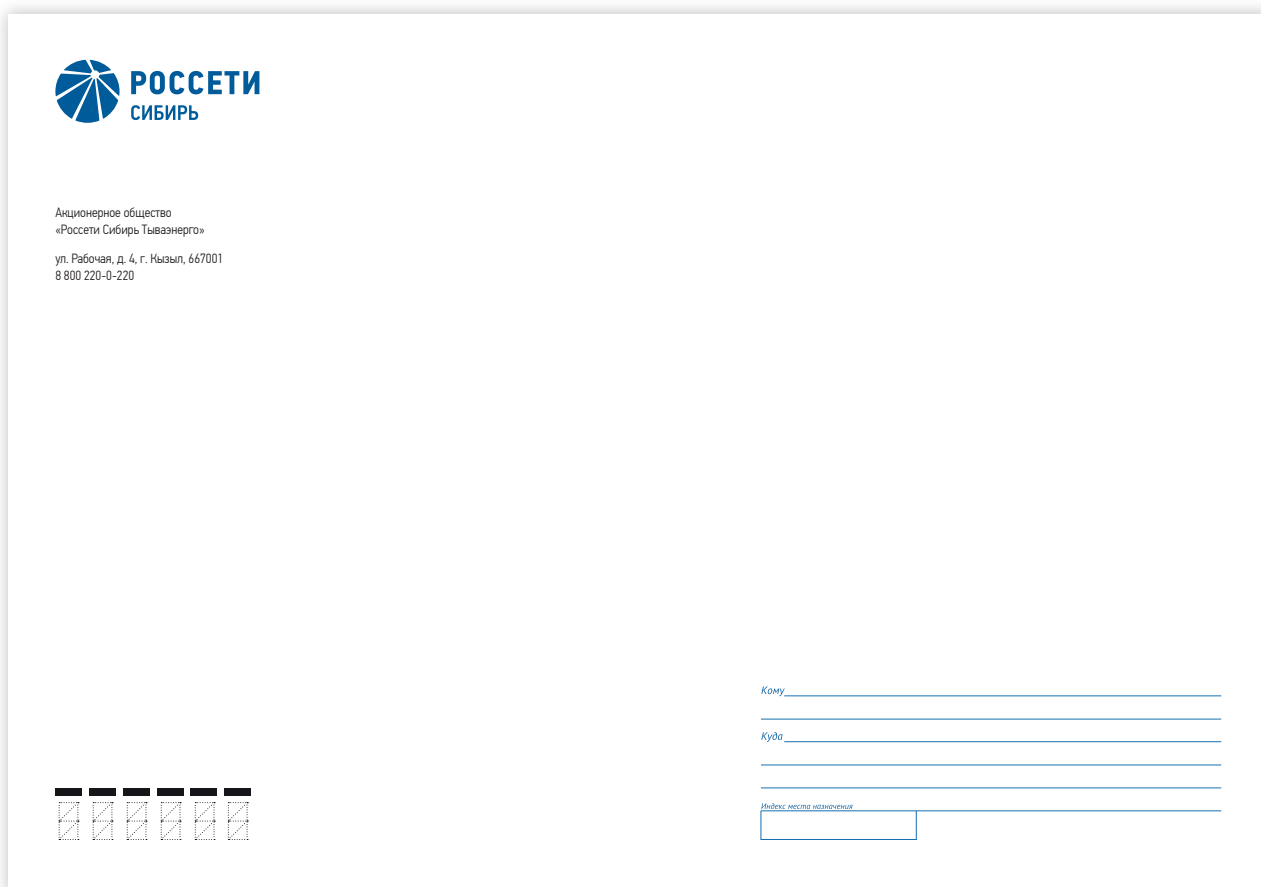 РОССЕТИ
СИБИРЬ
Акционерное общество
«Россети Сибирь Тываэнерго»
ул. Рабочая, д. 4, г. Кызыл, 667001
8 800 220-0-220
Кому
Куда
Индекс места назначения